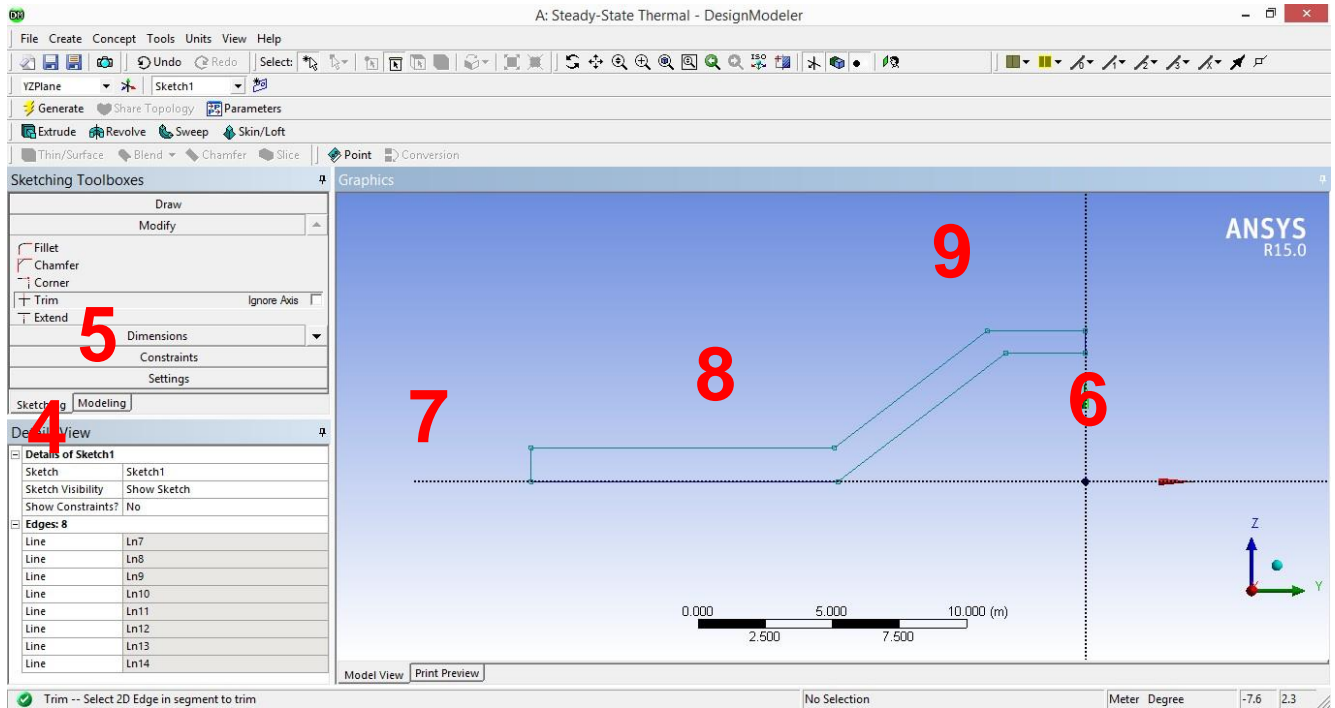 DM
A: Steady-State Thermal - DesignModeler
File Create Concept Tools Units View Help
Undo Redo Select:
YZPlane Sketch1
Generate Share Topology Parameters
Extrude Revolve Sweep Skin/Loft
Thin/Surface Blend Chamfer Slice Point Conversion
Sketching Toolboxes
Draw
Modify
Fillet
Chamfer
Corner
Trim Ignore Axis
Extend
5
Dimensions
Constraints
Settings
Sketching Modeling
4
Details View
Details of Sketch1
Sketch Sketch1
Sketch Visibility Show Sketch
Show Constraints? No
Edges: 8
Line Ln7
Line Ln8
Line Ln9
Line Ln10
Line Ln11
Line Ln12
Line Ln13
Line Ln14
Graphics
ANSYS
R15.0
9
8
7
6
Z
Y
0.000 5.000 10.000 (m)
2.500 7.500
Model View Print Preview
Trim -- Select 2D Edge in segment to trim No Selection Meter Degree -7.6 2.3